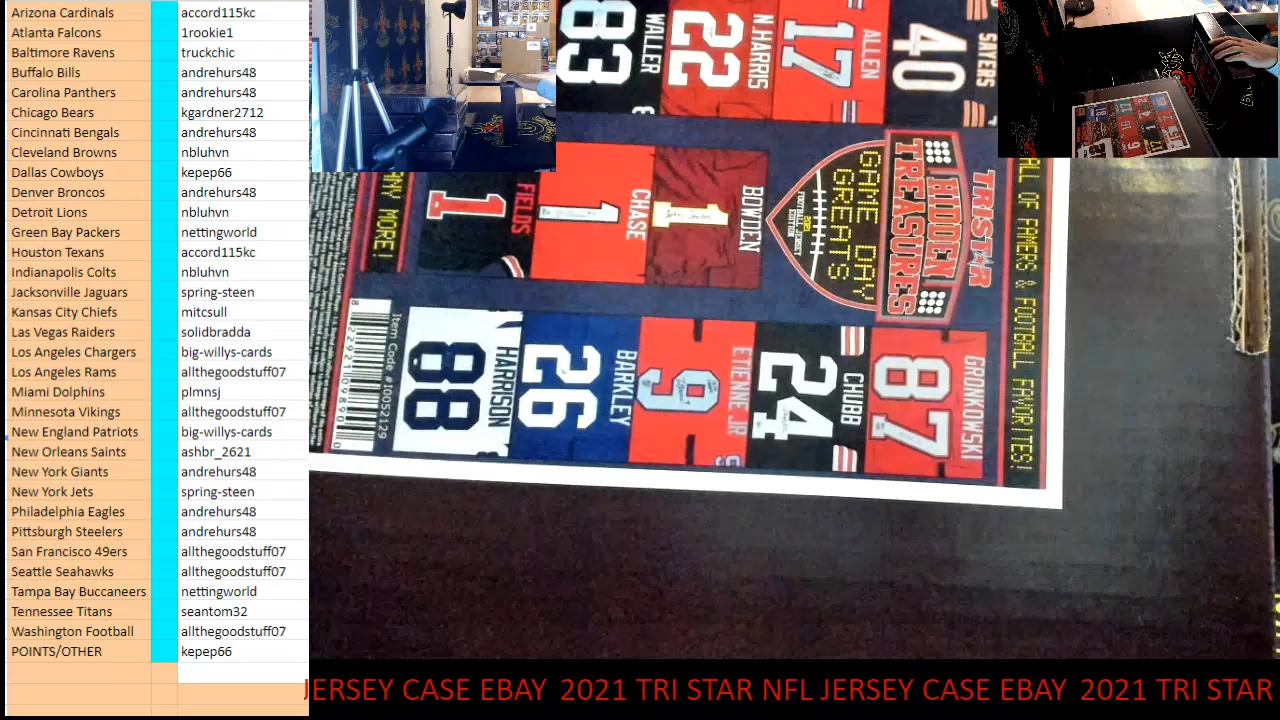 Arizona Cardinals accord115kc
Atlanta Falcons 1rookie1
Baltimore Ravens truckchic
Buffalo Bills andrehurs48
Carolina Panthers andrehurs48
Chicago Bears kgardner2712
Cincinnati Bengals andrehurs48
Cleveland Browns nbluhvn
Dallas Cowboys kepep66
Denver Broncos andrehurs48
Detroit Lions nbluhvn
Green Bay Packers nettingworld
Houston Texans accord115kc
Indianapolis Colts nbluhvn
Jacksonville Jaguars spring-steen
Kansas City Chiefs mitcsull
Las Vegas Raiders solidbradda
Los Angeles Chargers big-willys-cards
Los Angeles Rams allthegoodstuff07
Miami Dolphins plmnsj
Minnesota Vikings allthegoodstuff07
New England Patriots big-willys-cards
New Orleans Saints ashbr_2621
New York Giants andrehurs48
New York Jets spring-steen
Philadelphia Eagles andrehurs48
Pittsburgh Steelers andrehurs48
San Francisco 49ers allthegoodstuff07
Seattle Seahawks allthegoodstuff07
Tampa Bay Buccaneers nettingworld
Tennessee Titans seantom32
Washington Football allthegoodstuff07
POINTS/OTHER kepep66
ALL OF FAMERS & FOOTBALL FAVORITES!
TRISTAR
HIDDEN
TREASURES
GAME DAY
GREATS
2021
FOOTBALL JERSEY
EDITION
SAYERS
40
ALLEN
17
N.HARRIS
22
WALLER
83
BOWDEN
1
CHASE
1
FIELDS
1
GRONKOWSKI
87
CHUBB
24
ETIENNE JR
9
BARKLEY
26
HARRISON
88
ANY MORE!
Item Code #10052129
JERSEY CASE EBAY 2021 TRI STAR NFL JERSEY CASE EBAY 2021 TRI STAR